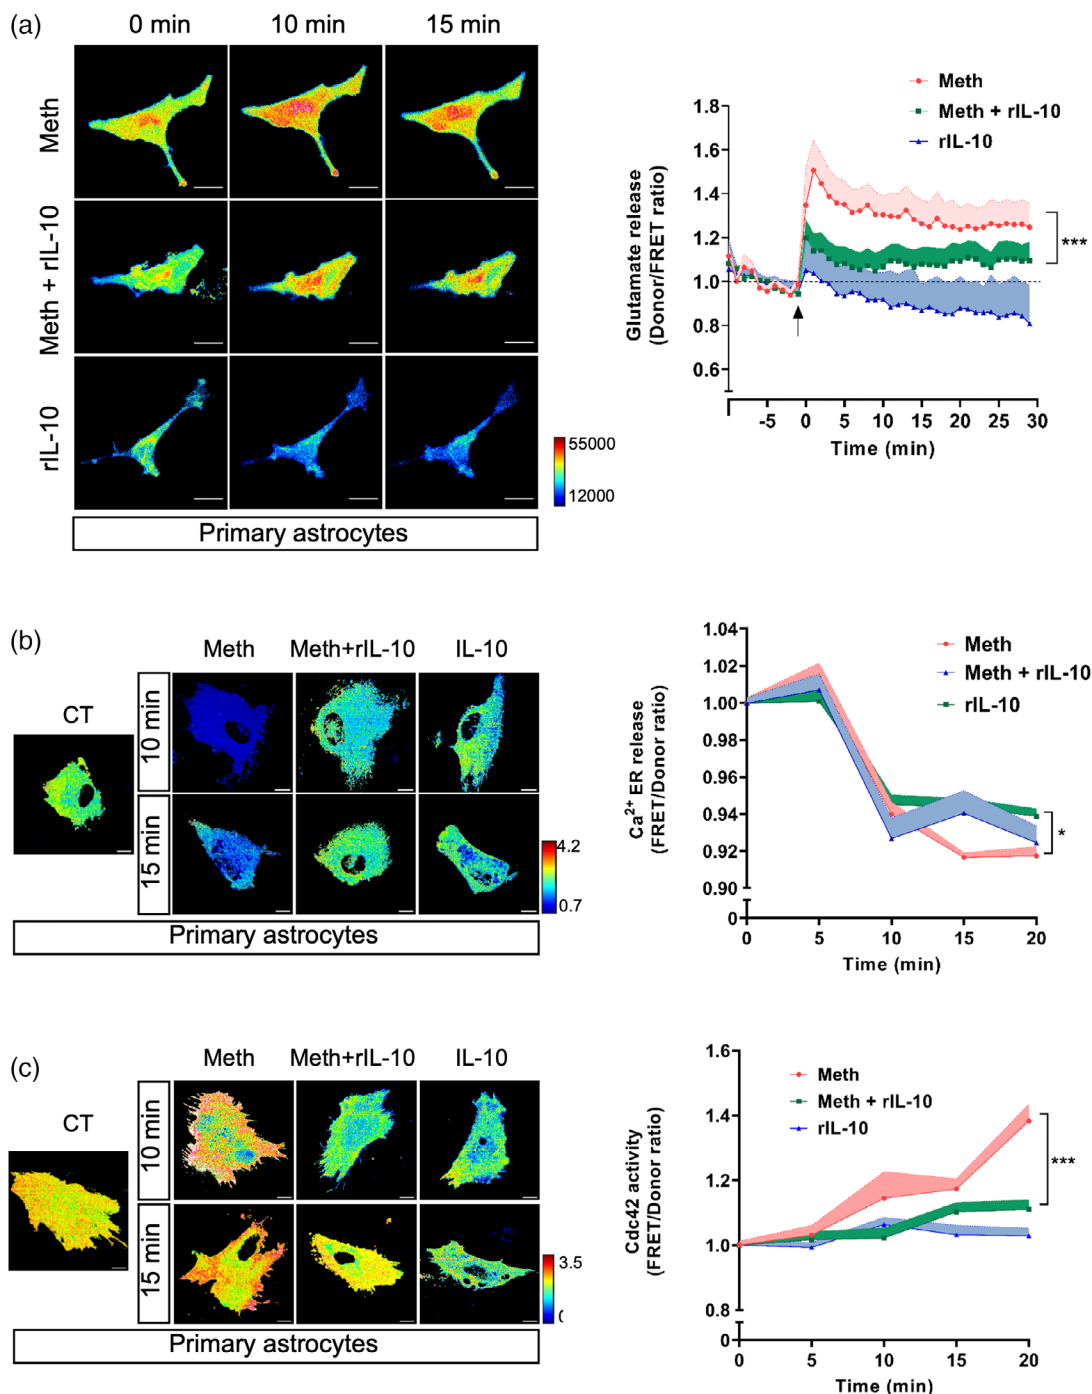 (a)
0 min 10 min 15 min
Meth
Meth + rIL-10
rIL-10
55000
12000
Primary astrocytes
Meth
Meth + rIL-10
rIL-10
Glutamate release
(Donor/FRET ratio)
1.8
1.6
1.4
1.2
1.0
0.8
0.6
***
-5 0 5 10 15 20 25 30
Time (min)
(b)
Meth Meth+rIL-10 IL-10
CT
10 min
15 min
4.2
0.7
Primary astrocytes
Meth
Meth + rIL-10
rIL-10
Ca2+ ER release
(FRET/Donor ratio)
1.04
1.02
1.00
0.98
0.96
0.94
0.92
0.90
0
*
0 5 10 15 20
Time (min)
(c)
Meth Meth+rIL-10 IL-10
CT
10 min
15 min
3.5
Primary astrocytes
Meth
Meth + rIL-10
rIL-10
Cdc42 activity
(FRET/Donor ratio)
1.6
1.4
1.2
1.0
0.8
0
***
0 5 10 15 20
Time (min)